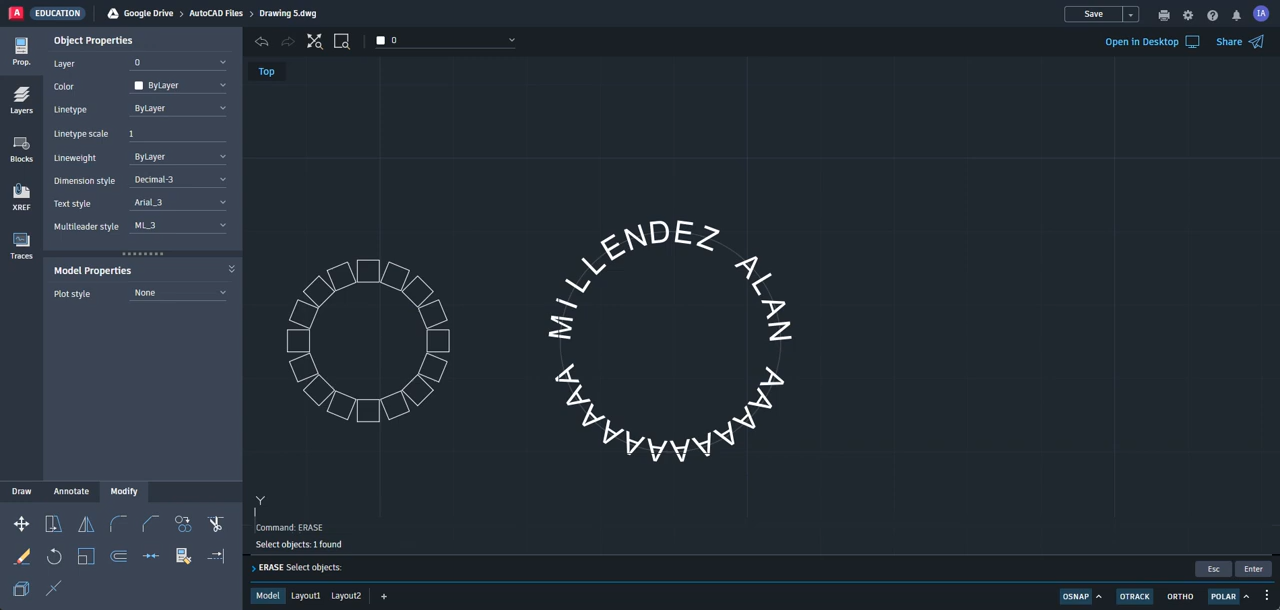 A EDUCATION Google Drive > AutoCAD Files > Drawing 5.dwg Save IA
Prop.
Layers
Blocks
XREF
Traces
Object Properties
Layer 0
Color ByLayer
Linetype ByLayer
Linetype scale 1
Lineweight ByLayer
Dimension style Decimal-3
Text style Arial_3
Multileader style ML_3
Model Properties
Plot style None
Draw Annotate Modify
0
Open in Desktop Share
Top
MiLLENDEZ ALAN
AAAAAAAAAAAA
Y
Command: ERASE
Select objects: 1 found
ERASE Select objects:
Esc Enter
Model Layout1 Layout2 +
OSNAP OTRACK ORTHO POLAR